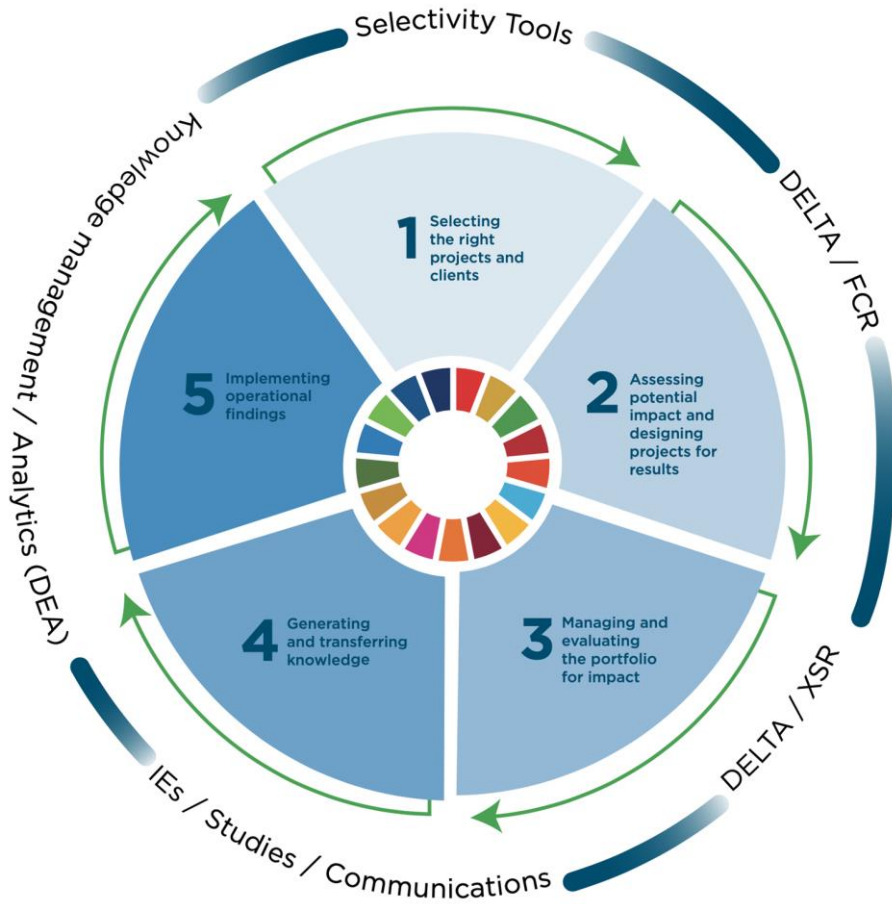 Selectivity Tools
DELTA / FCR
DELTA / XSR
IEs / Studies / Communications
Knowledge management / Analytics (DEA)
1
Selecting
the right
projects and
clients
2
Assessing
potential
impact and
designing
projects for
results
3
Managing and
evaluating
the portfolio
for impact
4
Generating
and transferring
knowledge
5
Implementing
operational
findings